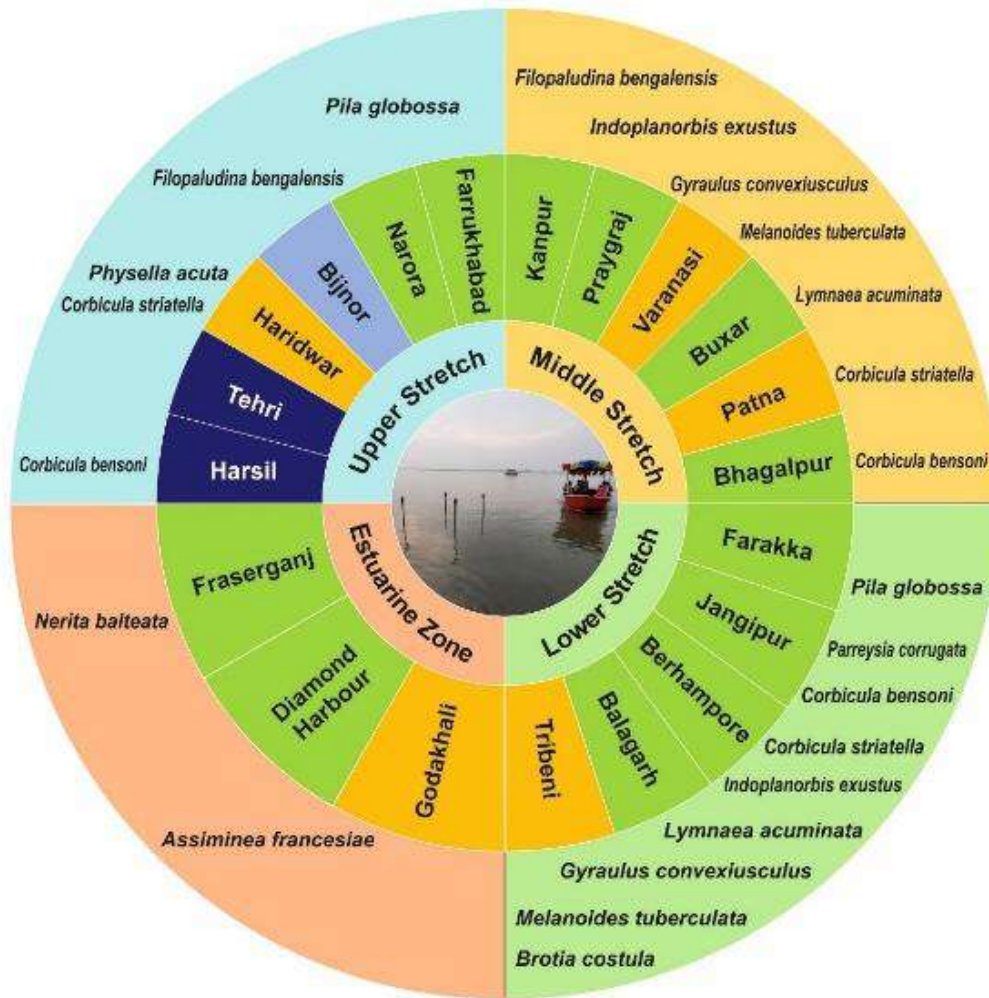 Pila globossa
Filopaludina bengalensis
Physella acuta
Corbicula striatella
Corbicula bensoni
Upper Stretch
Harsil
Tehri
Haridwar
Bijnor
Narora
Farrukhabad
Filopaludina bengalensis
Indoplanorbis exustus
Gyraulus convexiusculus
Melanoides tuberculata
Lymnaea acuminata
Corbicula striatella
Corbicula bensoni
Middle Stretch
Kanpur
Praygraj
Varanasi
Buxar
Patna
Bhagalpur
Pila globossa
Parreysia corrugata
Corbicula bensoni
Corbicula striatella
Indoplanorbis exustus
Lymnaea acuminata
Gyraulus convexiusculus
Melanoides tuberculata
Brotia costula
Lower Stretch
Farakka
Jangipur
Berhampore
Balagarh
Tribeni
Nerita balteata
Assiminea francesiae
Estuarine Zone
Godakhali
Diamond
Harbour
Fraserganj